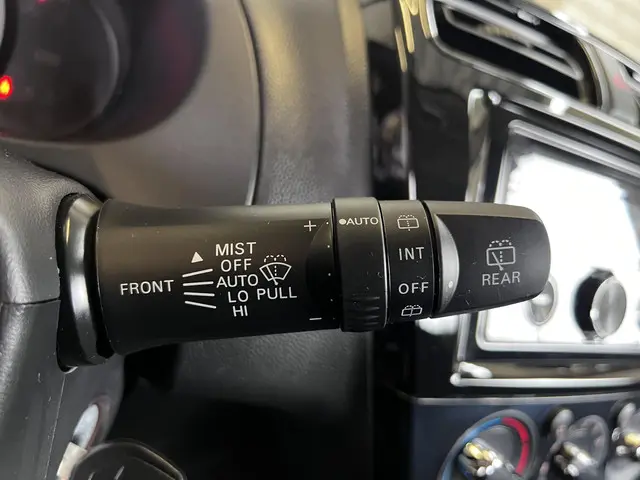 FRONT
MIST
OFF
AUTO
LO PULL
HI
+
−
●AUTO
INT
OFF
REAR